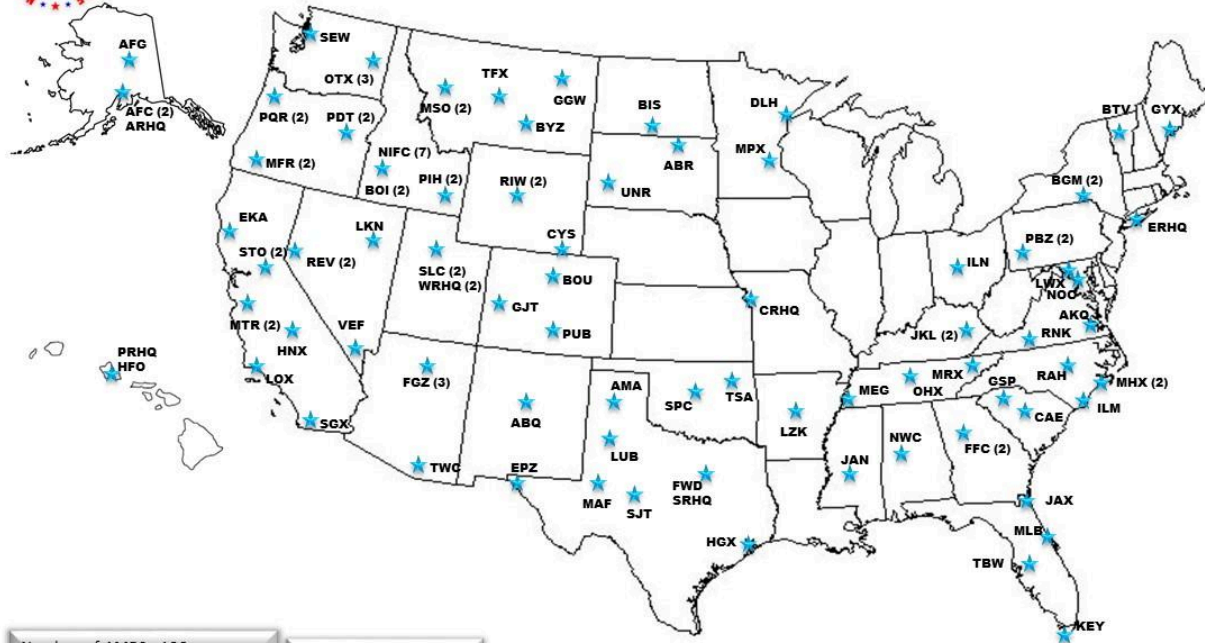 AFG
AFC (2)
ARHQ
SEW
OTX (3)
PQR (2)
PDT (2)
MFR (2)
MSO (2)
TFX
GGW
BYZ
NIFC (7)
BOI (2)
PIH (2)
RIW (2)
CYS
BIS
ABR
UNR
DLH
MPX
BTV
GYX
BGM (2)
ERHQ
PBZ (2)
ILN
LWX
NOC
AKQ
RNK
JKL (2)
EKA
STO (2)
REV (2)
LKN
SLC (2)
WRHQ (2)
BOU
GJT
PUB
CRHQ
MTR (2)
HNX
VEF
LOX
SGX
PRHQ
HFO
FGZ (3)
TWC
ABQ
EPZ
AMA
LUB
MAF
SJT
SPC
TSA
FWD
SRHQ
HGX
LZK
MEG
OHX
MRX
GSP
RAH
MHX (2)
ILM
CAE
JAN
NWC
FFC (2)
JAX
MLB
TBW
KEY